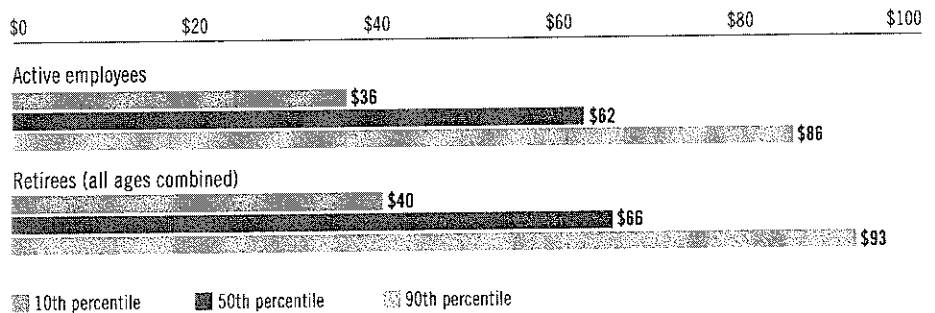 $0 $20 $40 $60 $80 $100
Active employees
$36
$62
$86
Retirees (all ages combined)
$40
$66
$93
10th percentile 50th percentile 90th percentile